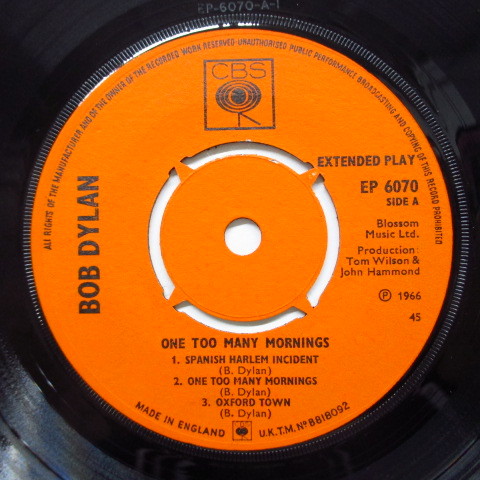 EP-6070-A-1
ALL RIGHTS OF THE MANUFACTURER AND OF THE OWNER OF THE RECORDED WORK RESERVED UNAUTHORISED PUBLIC PERFORMANCE BROADCASTING AND COPYING OF THIS RECORD PROHIBITED
CBS
EXTENDED PLAY
EP 6070
SIDE A
Blossom
Music Ltd.
Production:
Tom Wilson &
John Hammond
Ⓟ 1966
45
BOB DYLAN
ONE TOO MANY MORNINGS
1. SPANISH HARLEM INCIDENT
(B. Dylan)
2. ONE TOO MANY MORNINGS
(B. Dylan)
3. OXFORD TOWN
(B. Dylan)
MADE IN ENGLAND U.K.T.M. Nº BB1B092